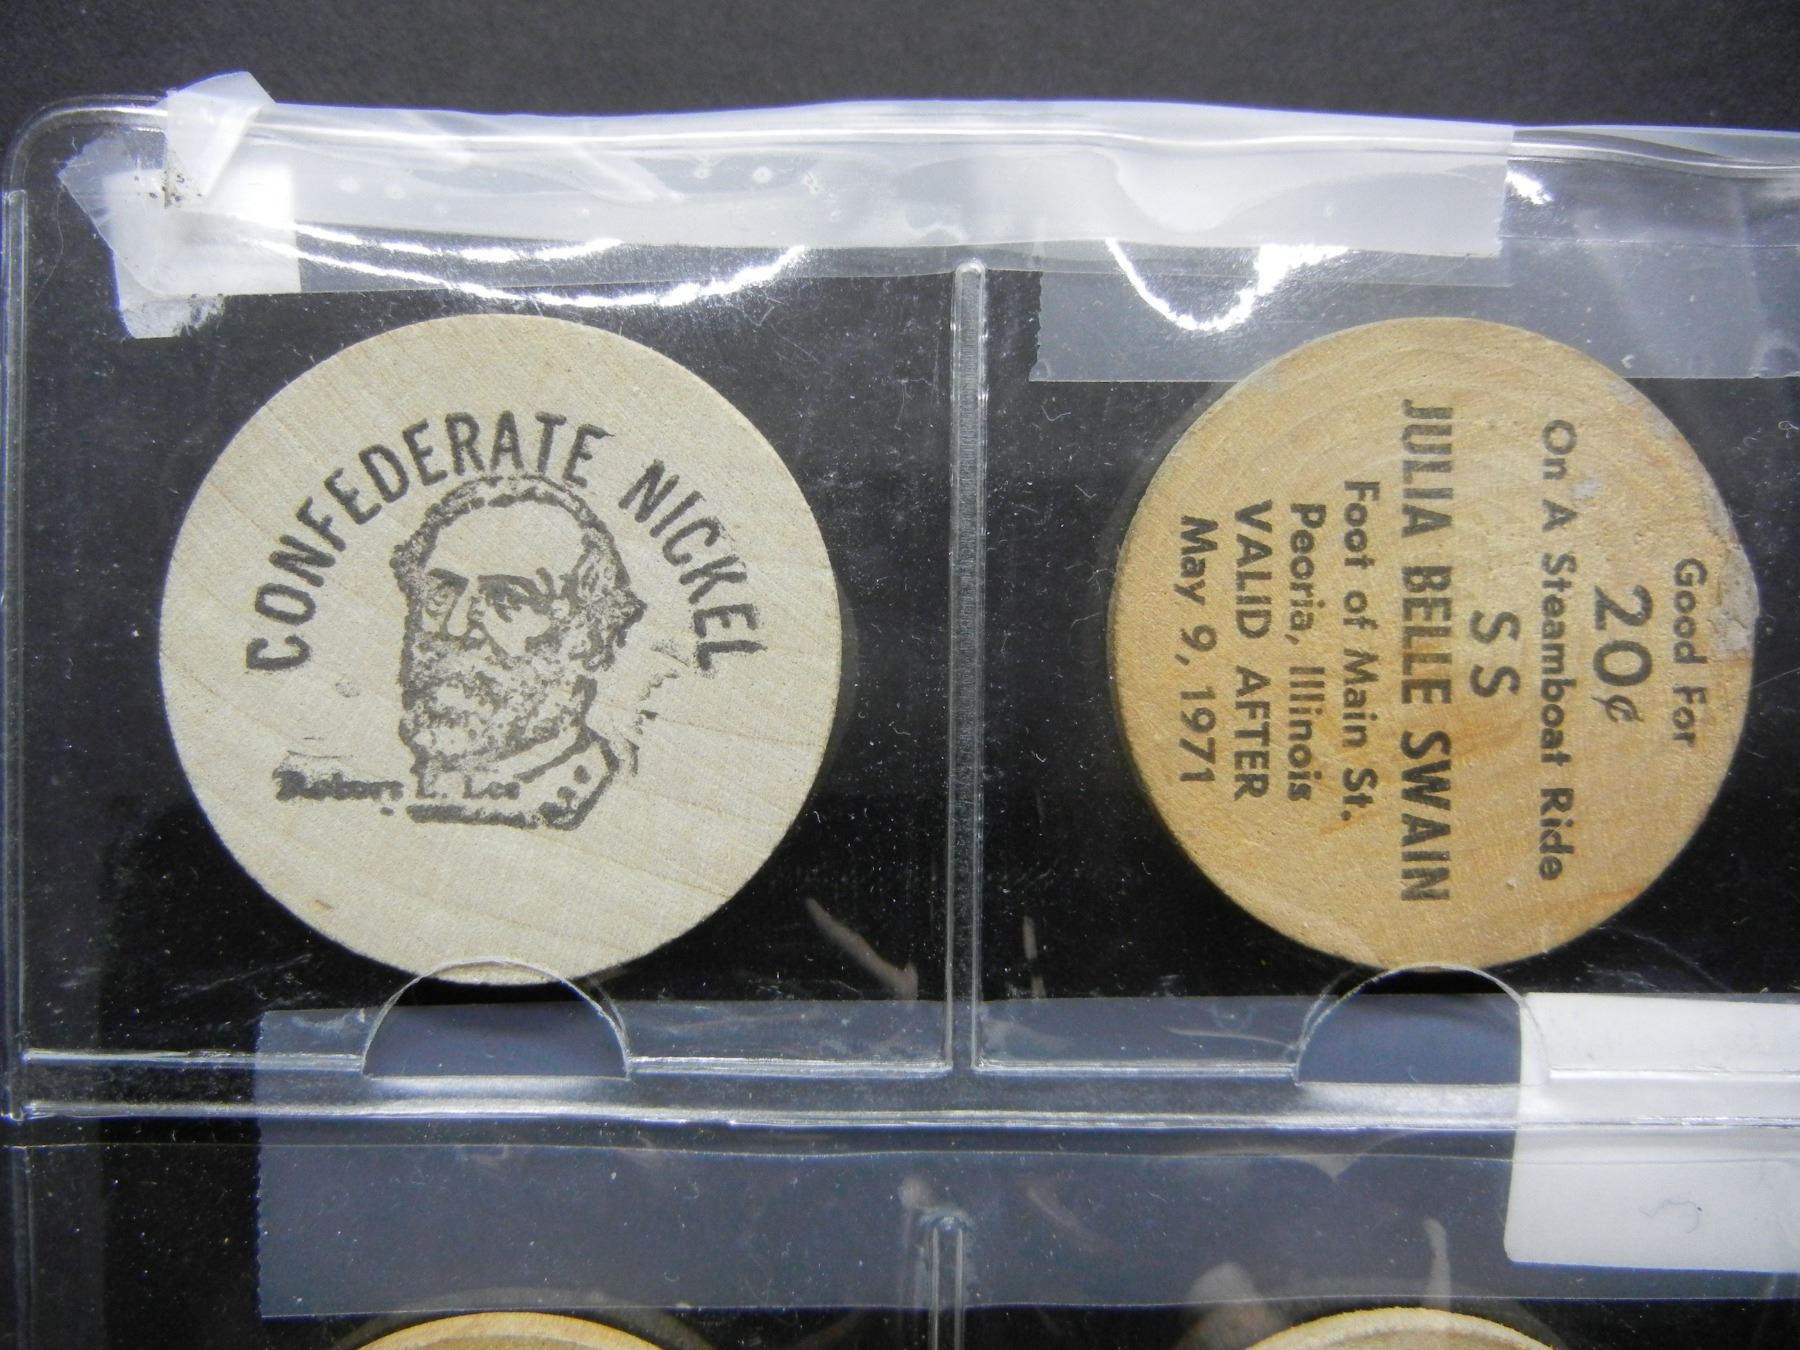 CONFEDERATE NICKEL
Robert E. Lee
Good For
20¢
On A Steamboat Ride
SS
JULIA BELLE SWAIN
Foot of Main St.
Peoria, Illinois
VALID AFTER
May 9, 1971